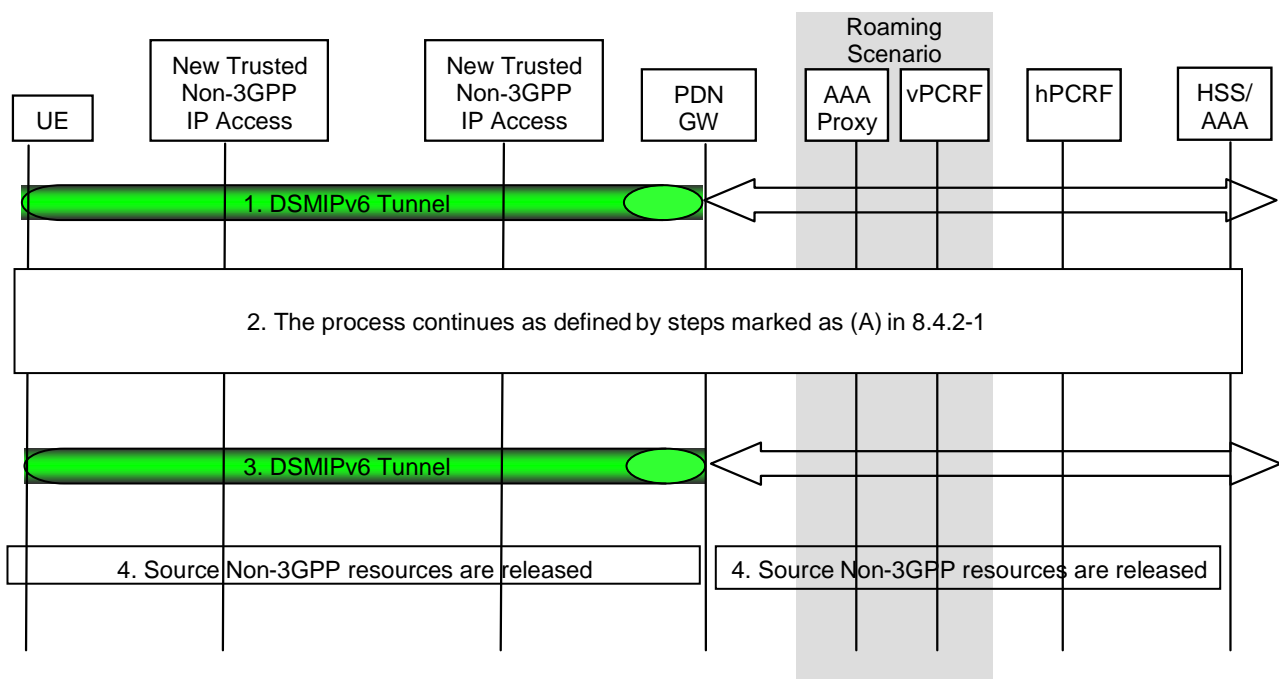 Roaming
Scenario
UE
New Trusted
Non-3GPP
IP Access
New Trusted
Non-3GPP
IP Access
PDN
GW
AAA
Proxy
vPCRF
hPCRF
HSS/
AAA
1. DSMIPv6 Tunnel
2. The process continues as defined by steps marked as (A) in 8.4.2-1
3. DSMIPv6 Tunnel
4. Source Non-3GPP resources are released
4. Source Non-3GPP resources are released